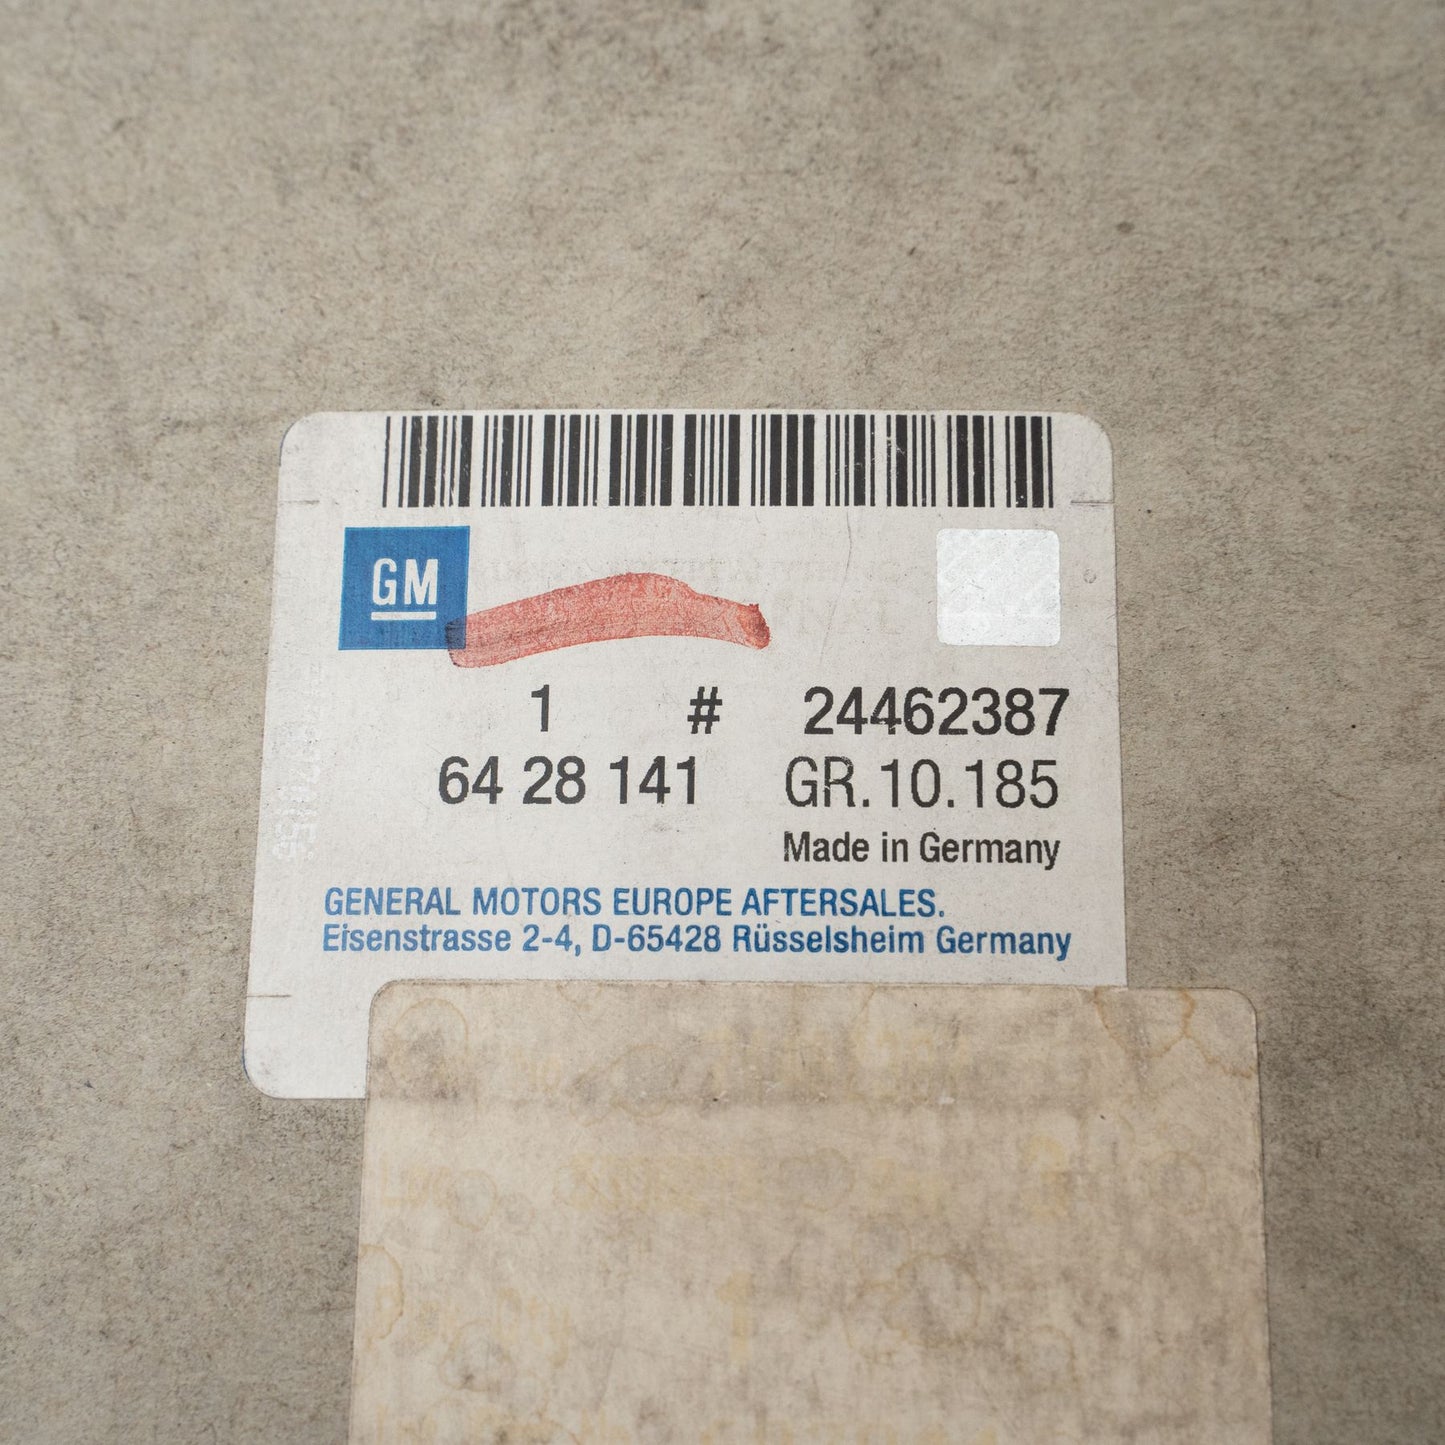 GM
1 # 24462387
64 28 141 GR.10.185
Made in Germany
GENERAL MOTORS EUROPE AFTERSALES.
Eisenstrasse 2-4, D-65428 Rüsselsheim Germany